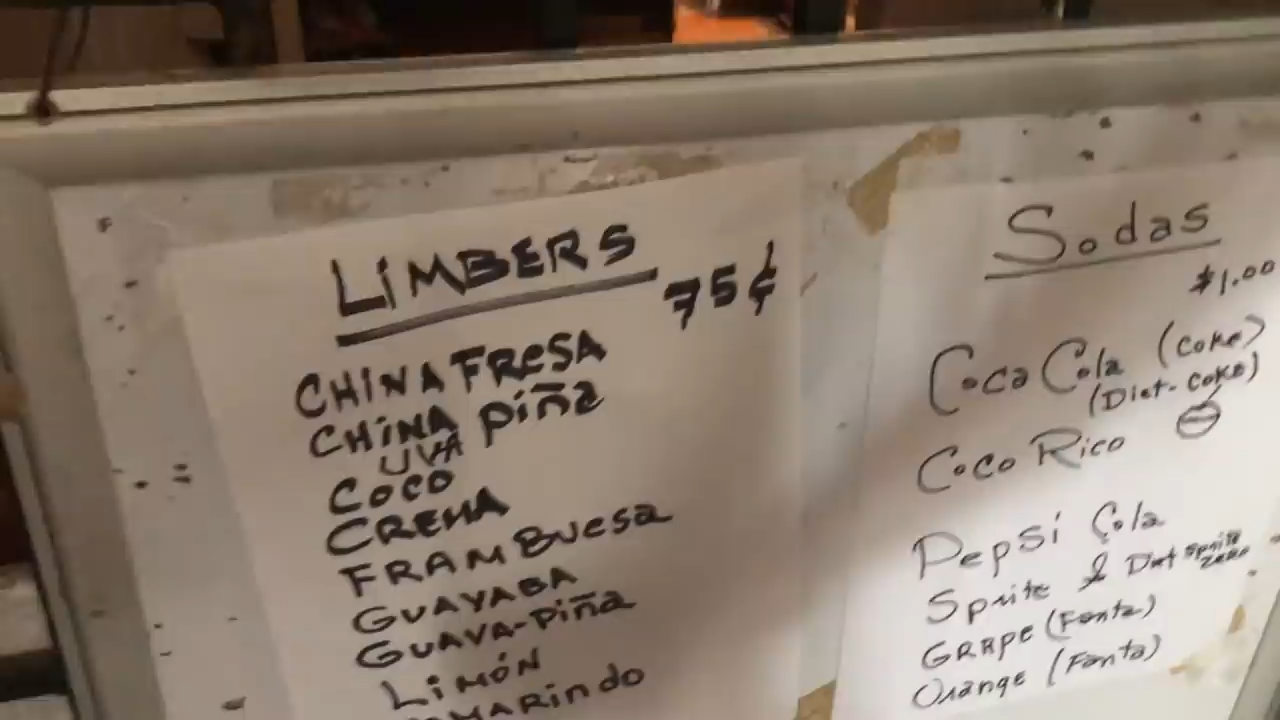 LiMBERS
75¢
CHiNA FReSA
CHiNA Piña
UVA
COCO
CREMA
FRAMBuesa
GUAYABA
GUAVA-Piña
LiMÓN
Sodas
$1.00
Coca Cola (Coke)
(Diet-Coke)
Coco Rico
Pepsi Cola
Sprite & Diet Sprite
zero
GRAPE (Fanta)
Orange (Fanta)